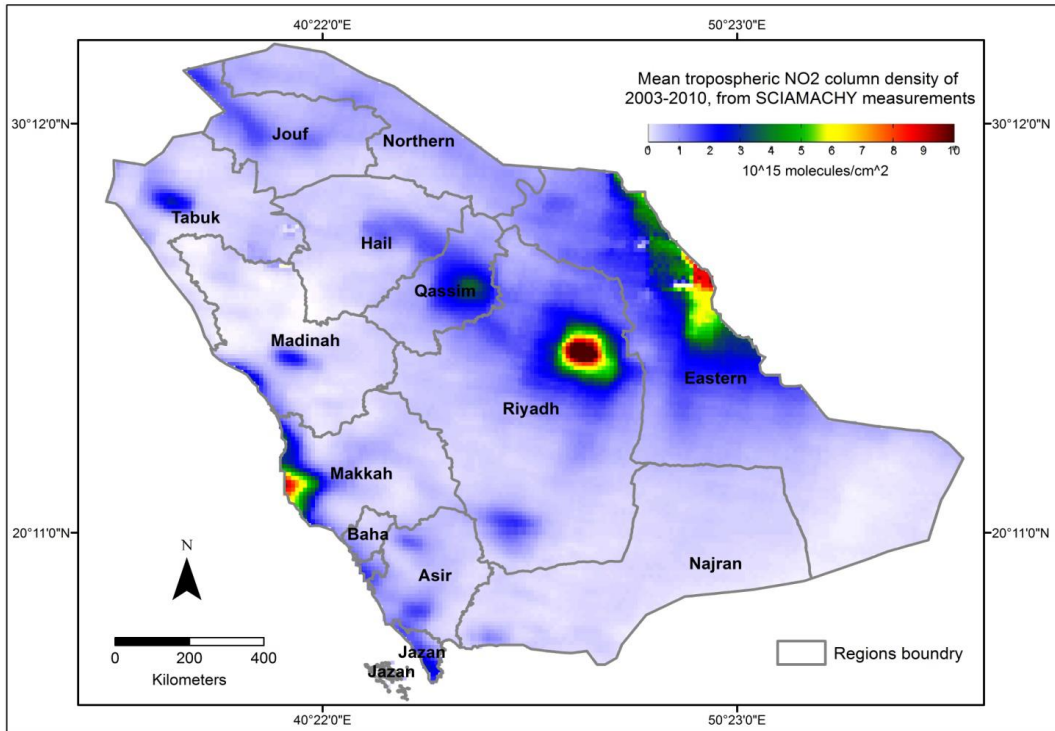 40°22'0"E
50°23'0"E
Mean tropospheric NO2 column density of
2003-2010, from SCIAMACHY measurements
0 1 2 3 4 5 6 7 8 9 10
10^15 molecules/cm^2
30°12'0"N
30°12'0"N
Jouf
Northern
Tabuk
Hail
Qassim
Madinah
Eastern
Riyadh
Makkah
20°11'0"N
20°11'0"N
Baha
Asir
Najran
N
Jazan
Jazan
0 200 400
Kilometers
Regions boundry
40°22'0"E
50°23'0"E